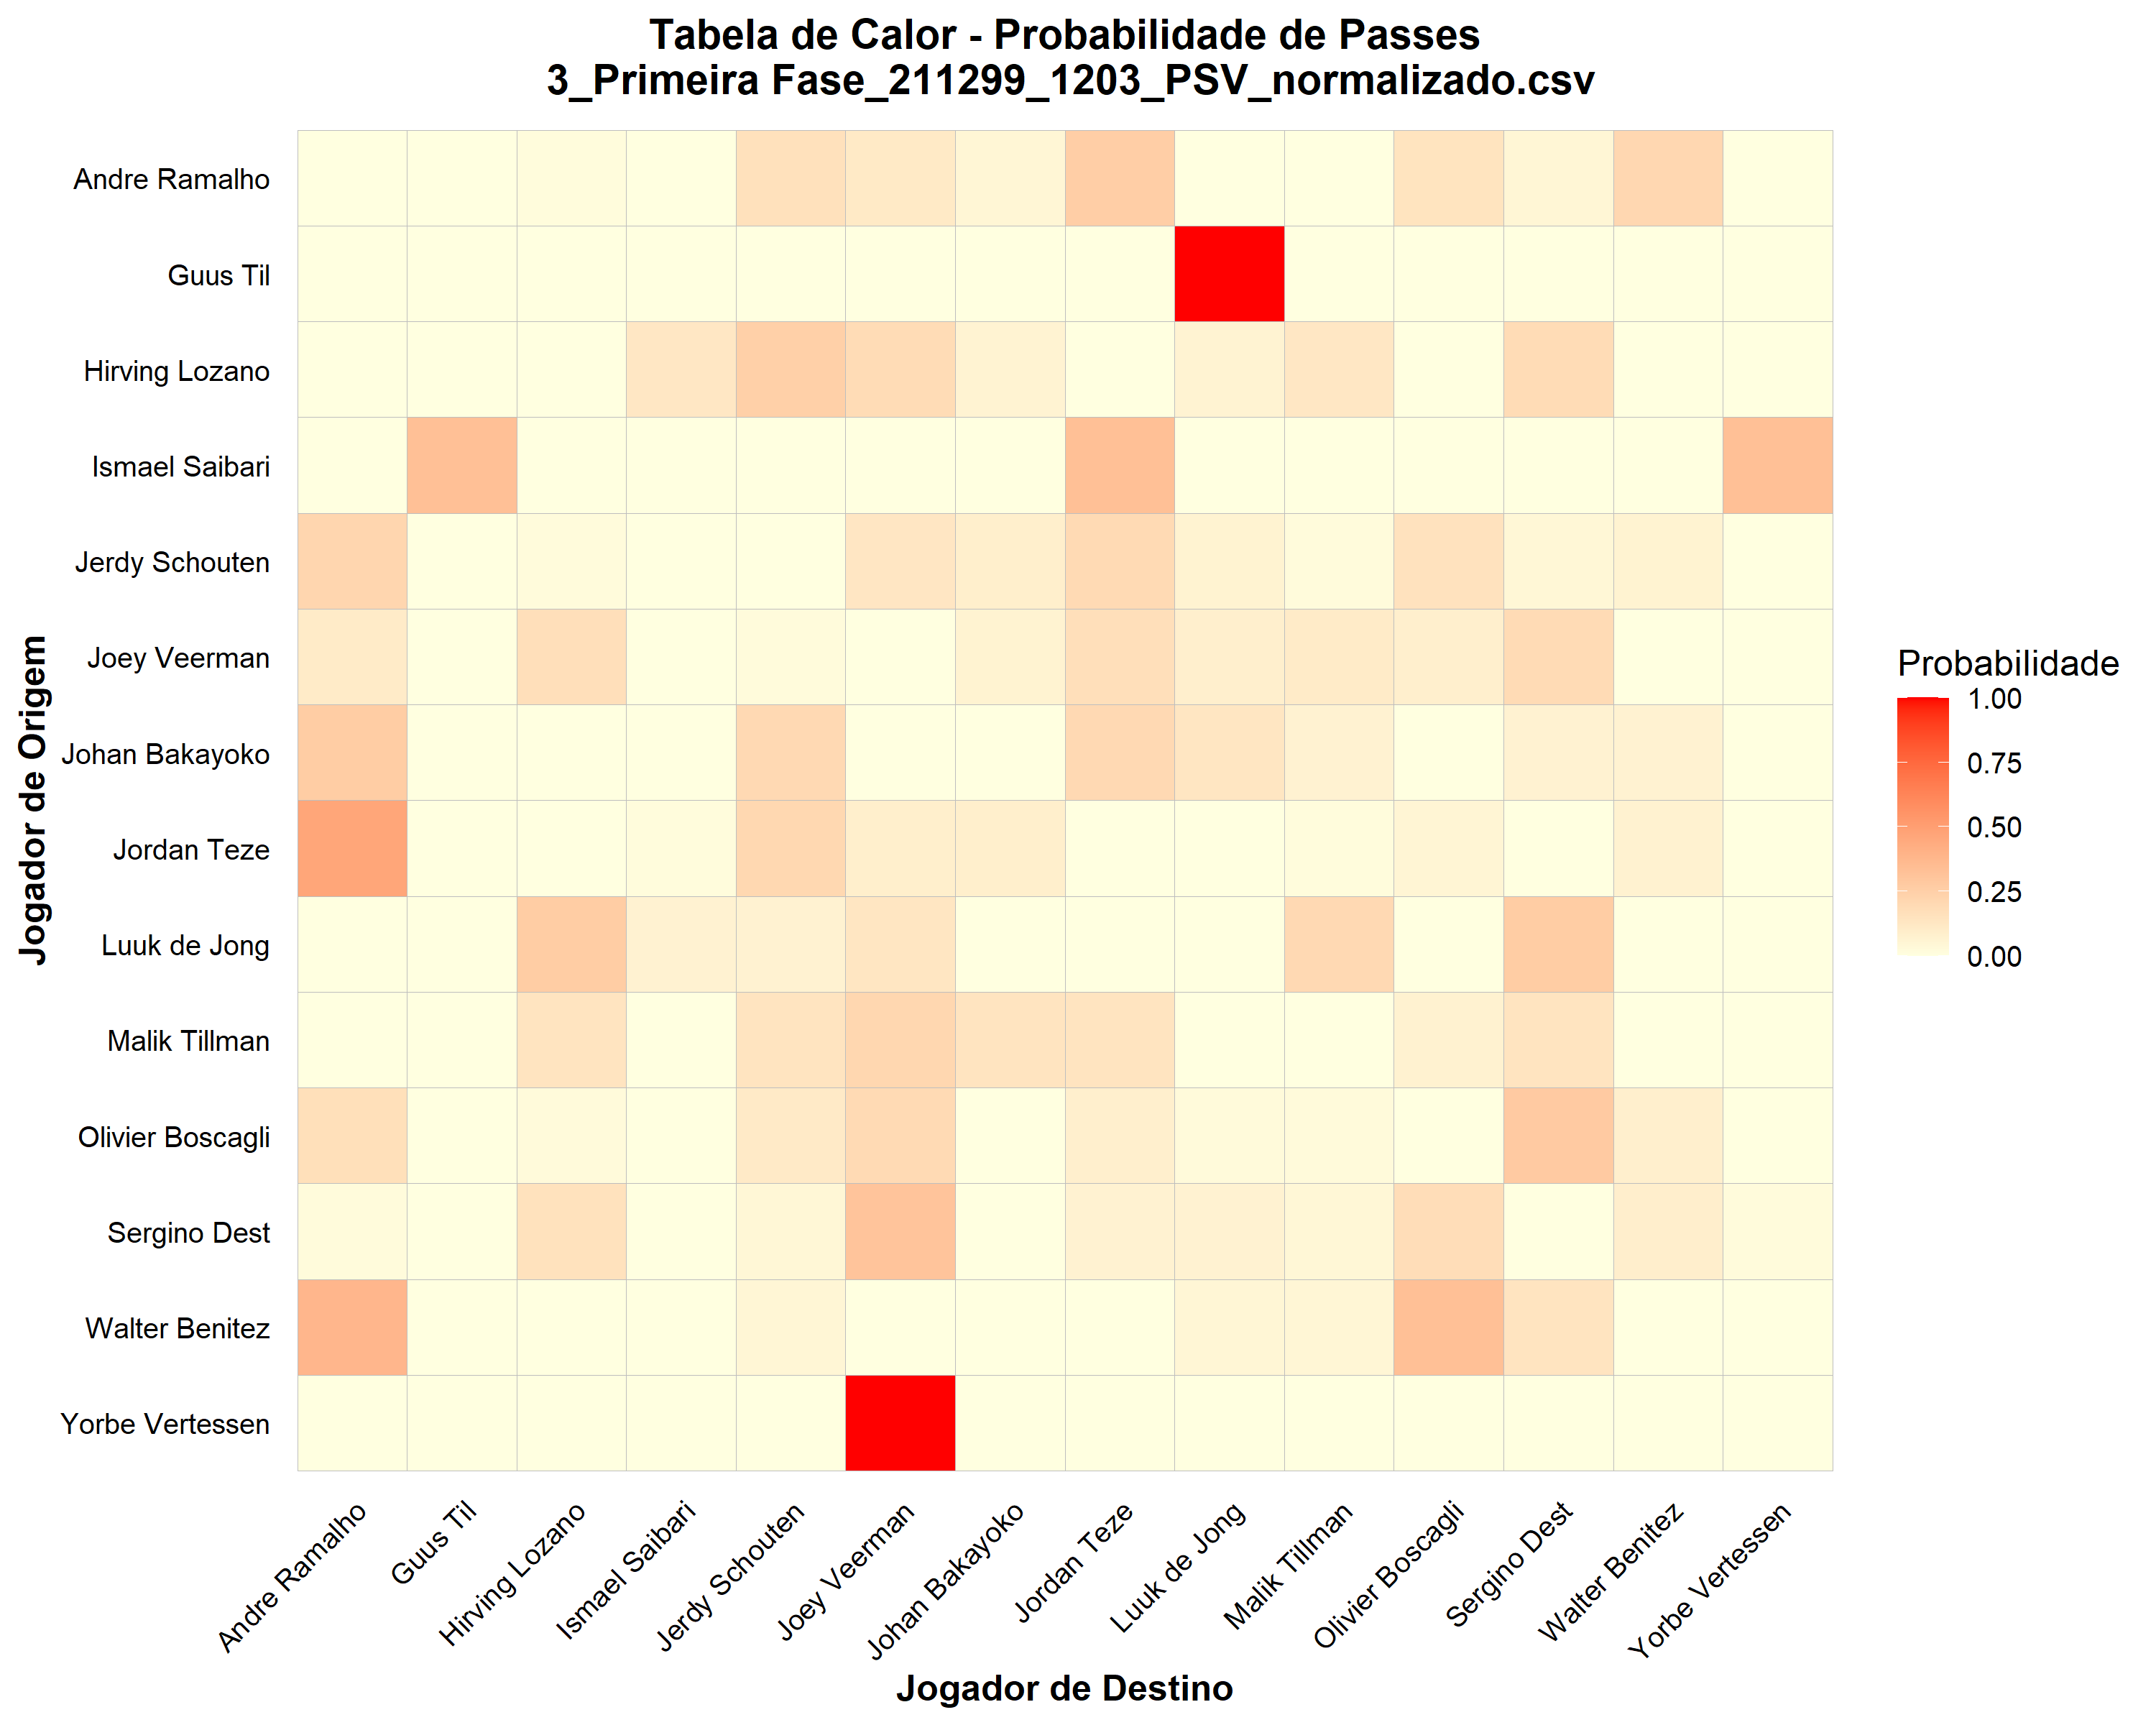 Tabela de Calor - Probabilidade de Passes
3_Primeira Fase_211299_1203_PSV_normalizado.csv
Jogador de Origem
Andre Ramalho
Guus Til
Hirving Lozano
Ismael Saibari
Jerdy Schouten
Joey Veerman
Johan Bakayoko
Jordan Teze
Luuk de Jong
Malik Tillman
Olivier Boscagli
Sergino Dest
Walter Benitez
Yorbe Vertessen
Andre Ramalho
Guus Til
Hirving Lozano
Ismael Saibari
Jerdy Schouten
Joey Veerman
Johan Bakayoko
Jordan Teze
Luuk de Jong
Malik Tillman
Olivier Boscagli
Sergino Dest
Walter Benitez
Yorbe Vertessen
Jogador de Destino
Probabilidade
1.00
0.75
0.50
0.25
0.00